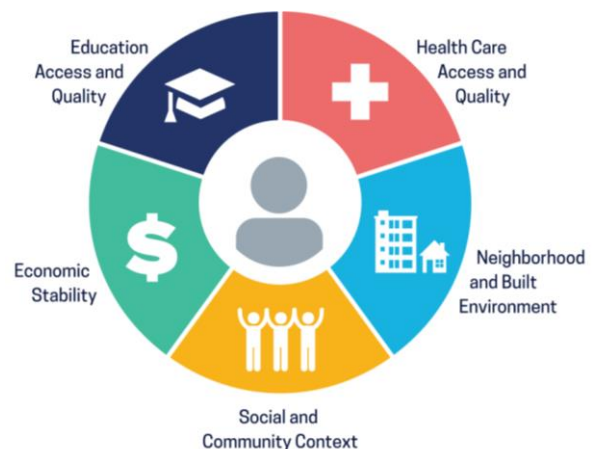 Education
Access and
Quality
Health Care
Access and
Quality
$
Economic
Stability
Neighborhood
and Built
Environment
Social and
Community Context